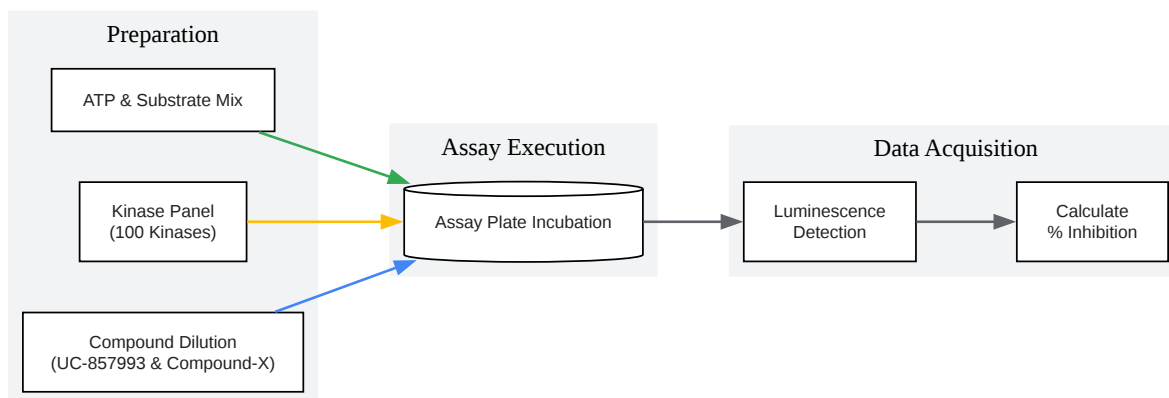 Preparation
ATP & Substrate Mix
Kinase Panel
(100 Kinases)
Compound Dilution
(UC-857993 & Compound-X)
Assay Execution
Assay Plate Incubation
Data Acquisition
Luminescence
Detection
Calculate
% Inhibition